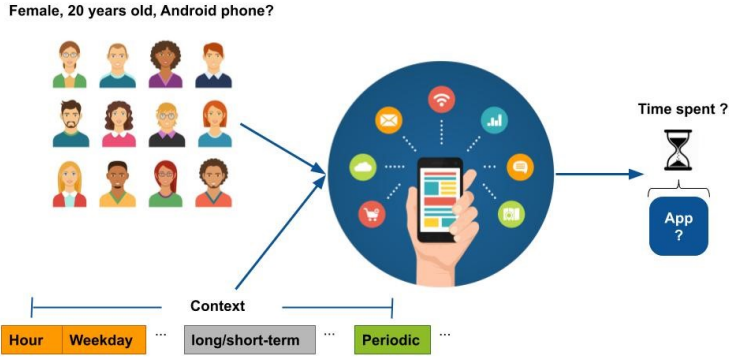 Female, 20 years old, Android phone?
Time spent ?
App
?
Context
Hour Weekday ... long/short-term ... Periodic ...